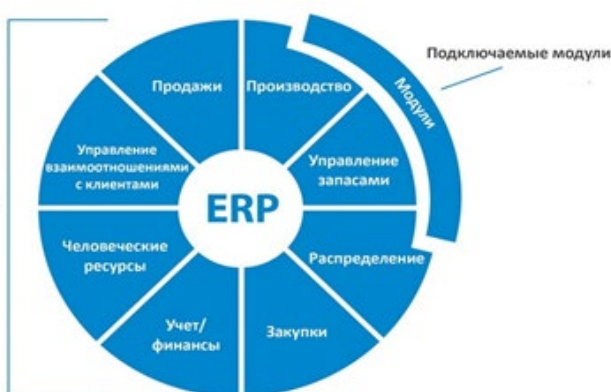 Подключаемые модули
Модули
Продажи
Производство
Управление
взаимоотношениями
с клиентами
Управление
запасами
ERP
Человеческие
ресурсы
Распределение
Учет/
финансы
Закупки